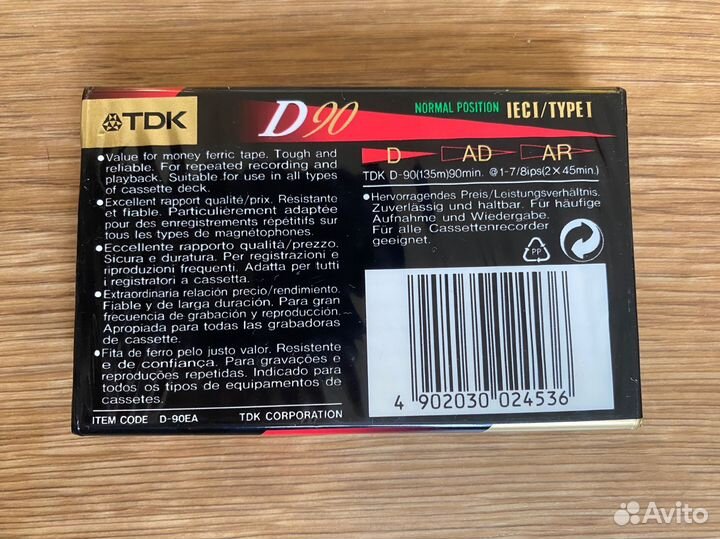 TDK
D90
NORMAL POSITION IECI/TYPE I
•Value for money ferric tape. Tough and
reliable. For repeated recording and
playback. Suitable for use in all types
of cassette deck.
•Excellent rapport qualité/prix. Résistante
et fiable. Particulièrement adaptée
pour des enregistrements répétitifs sur
tous les types de magnétophones.
•Eccellente rapporto qualità/prezzo.
Sicura e duratura. Per registrazioni e
riproduzioni frequenti. Adatta per tutti
i registratori a cassetta.
•Extraordinaria relación precio/rendimiento.
Fiable y de larga duración. Para gran
frecuencia de grabación y reproducción.
Apropiada para todas las grabadoras
de cassette.
•Fita de ferro pelo justo valor. Resistente
e de confiança. Para gravações e
reproduções repetidas. Indicado para
todos os tipos de equipamentos de
cassetes.
ITEM CODE D-90EA TDK CORPORATION
D AD AR
TDK D-90(135m)90min. @1-7/8ips(2×45min.)
•Hervorragendes Preis/Leistungsverhältnis.
Zuverlässig und haltbar. Für häufige
Aufnahme und Wiedergabe.
Für alle Cassettenrecorder
geeignet.
PP
4 902030 024536
Avito